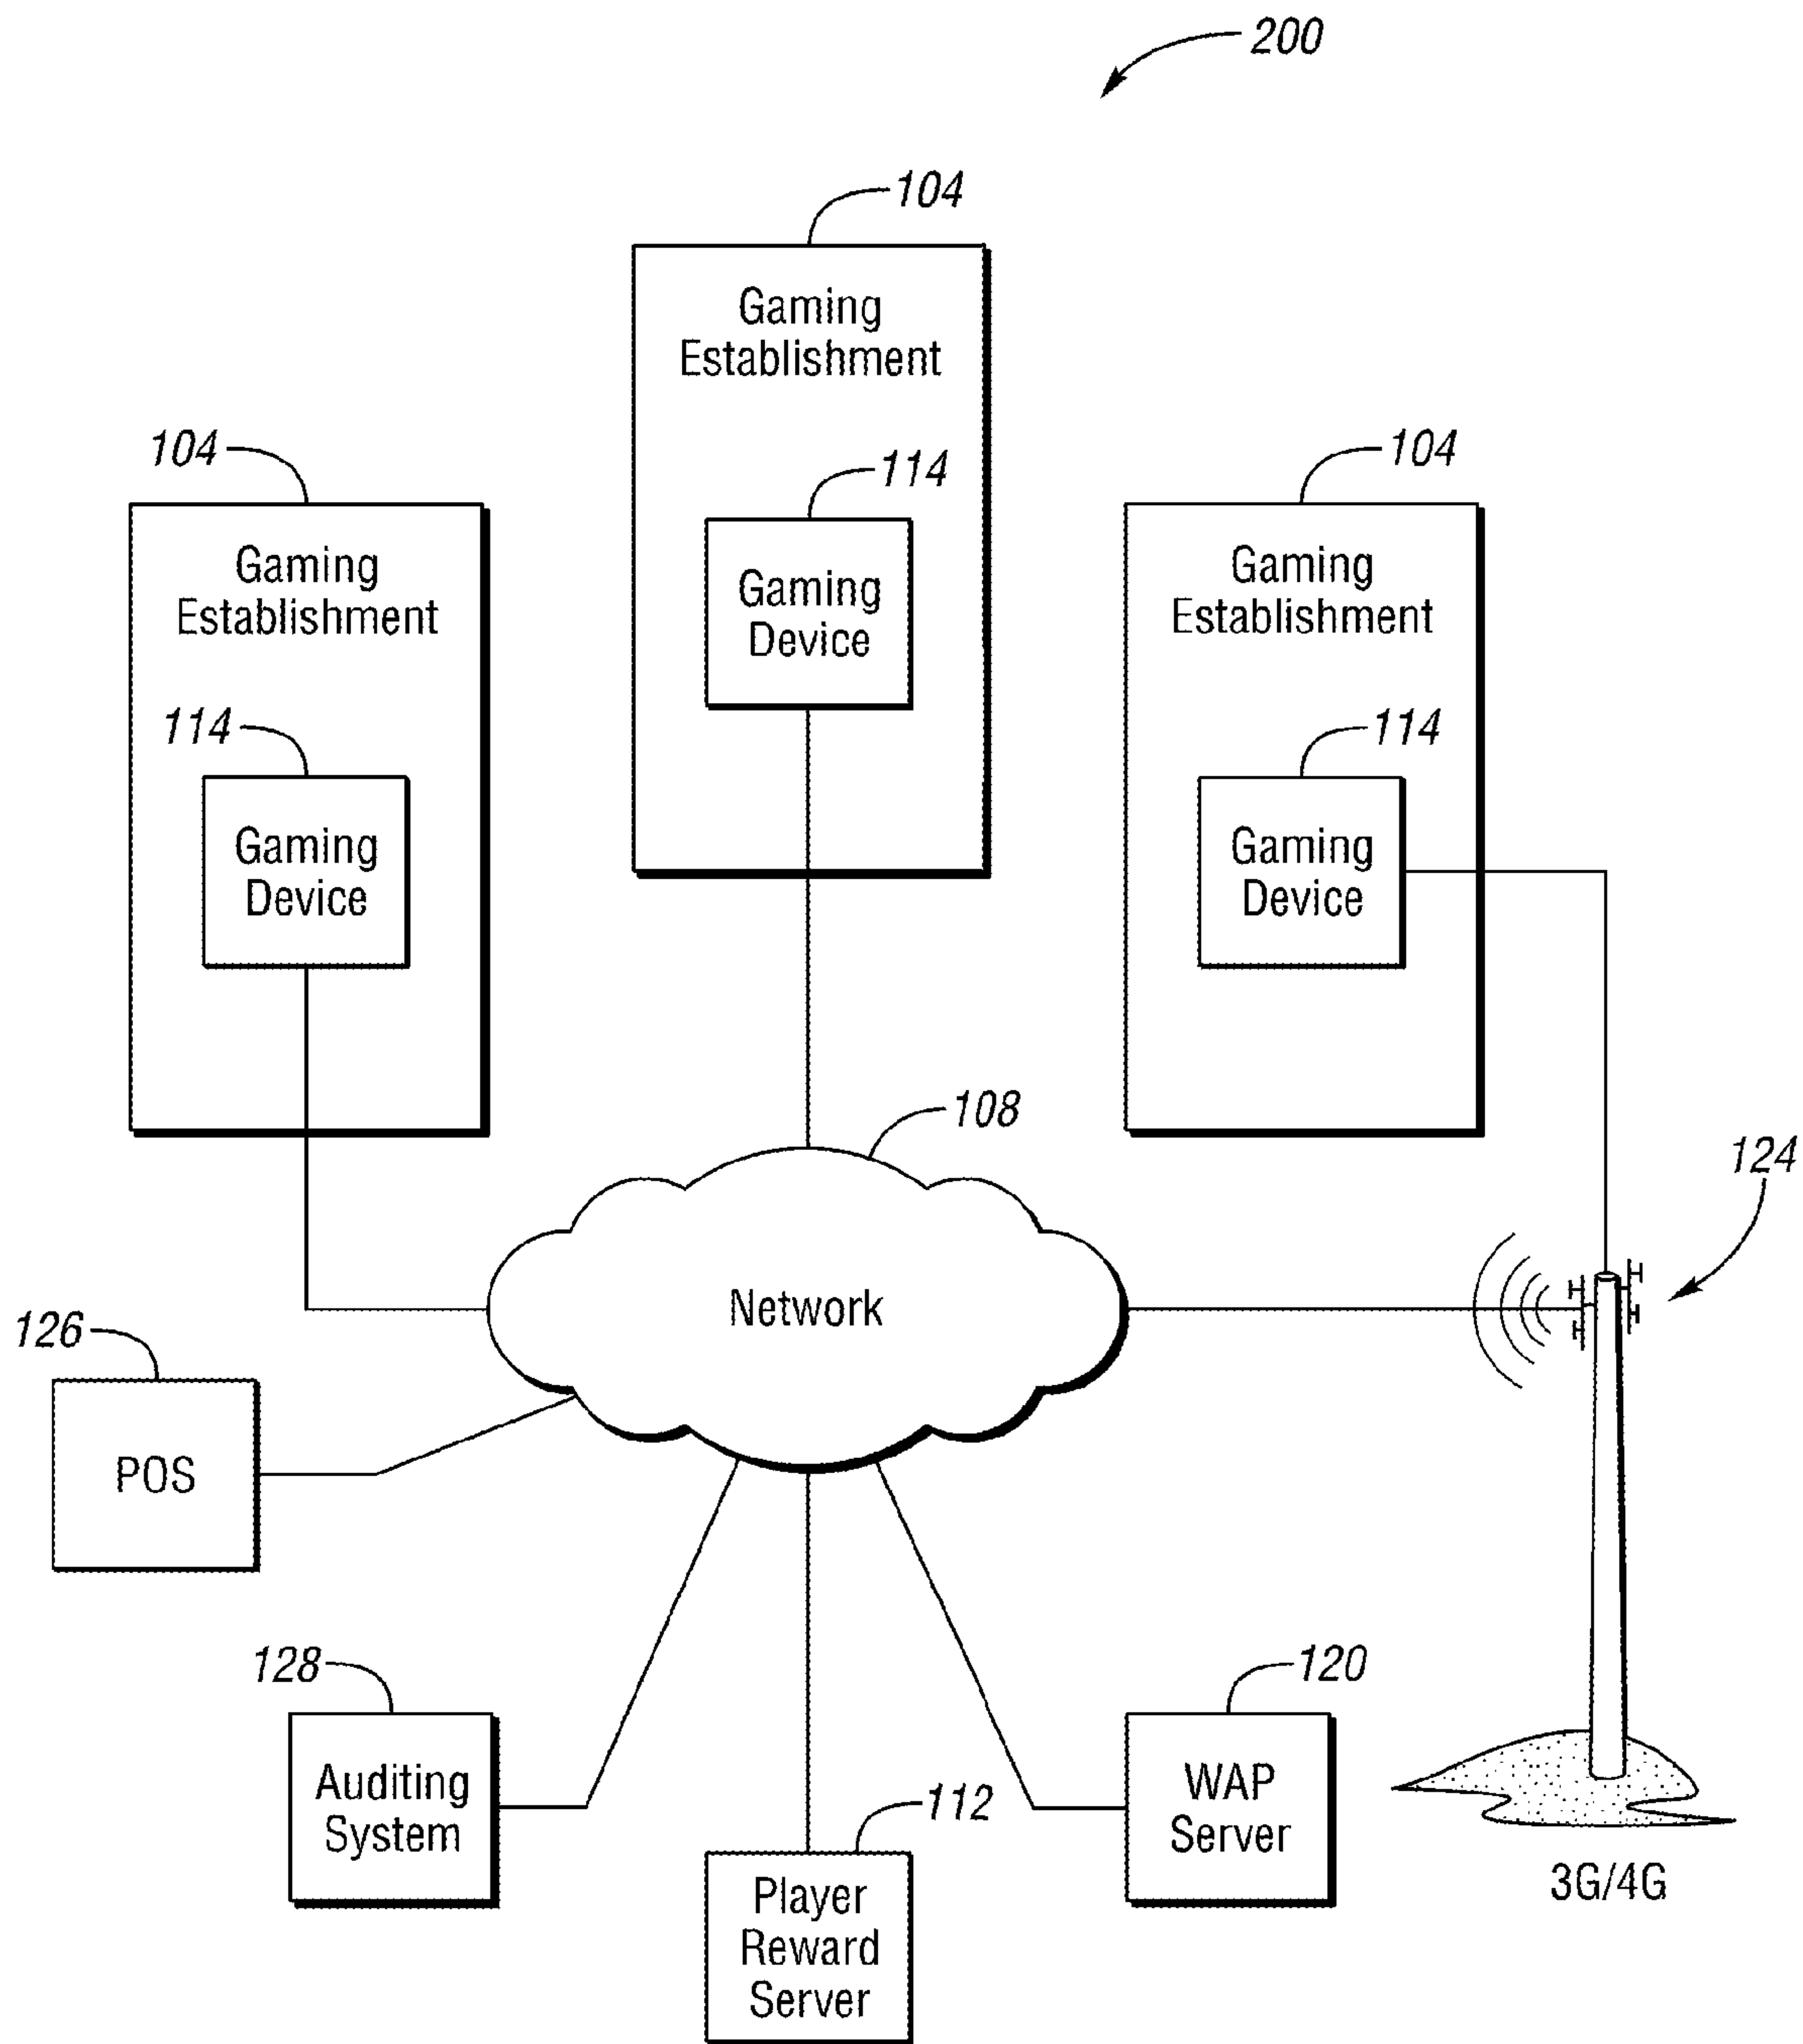 200
104
Gaming
Establishment
114
Gaming
Device
104
Gaming
Establishment
114
Gaming
Device
104
Gaming
Establishment
114
Gaming
Device
108
Network
124
126
POS
128
Auditing
System
112
Player
Reward
Server
120
WAP
Server
3G/4G